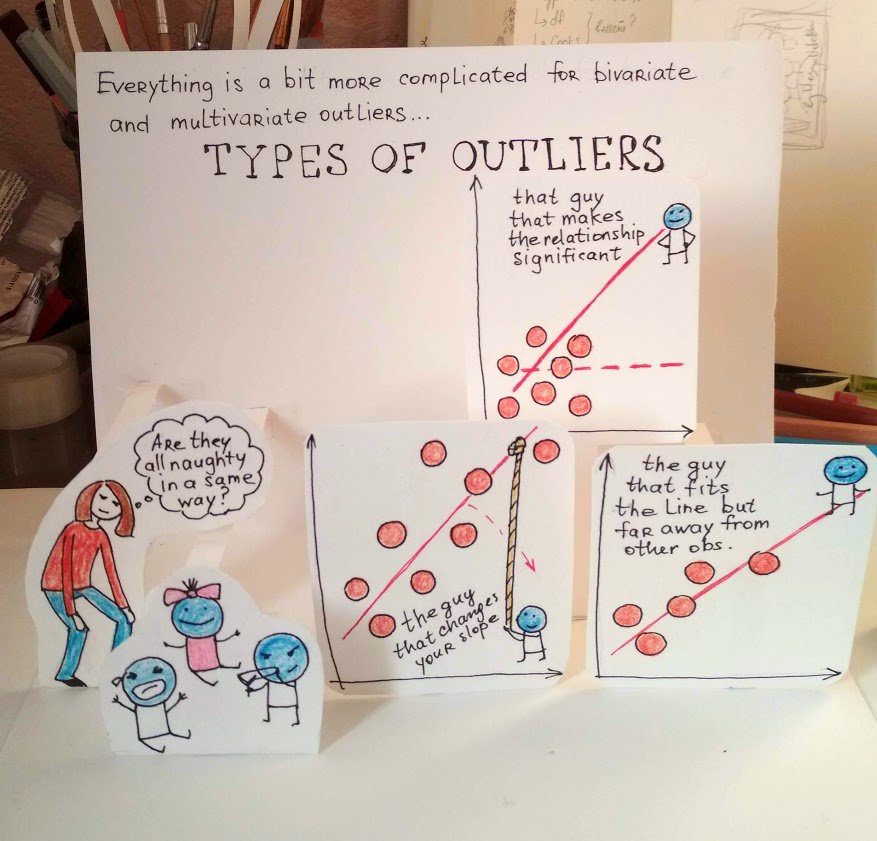 Everything is a bit more complicated for bivariate
and multivariate outliers...
TYPES OF OUTLIERS
that guy
that makes
the relationship
significant
Are they
all naughty
in a same
way?
the guy
that changes
your slope
the guy
that fits
the Line but
far away from
other obs.
df
Cook's